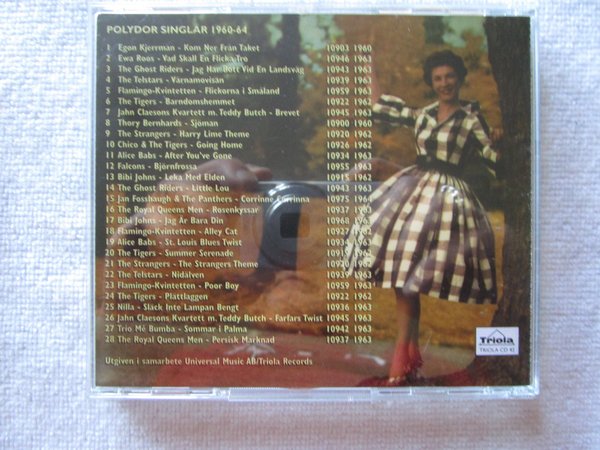 POLYDOR SINGLAR 1960-64
1 Egon Kjerrman - Kom Ner Från Taket 10903 1960
2 Ewa Roos - Vad Skall En Flicka Tro 10946 1963
3 The Ghost Riders - Jag Har Bott Vid En Landsväg 10943 1963
4 The Telstars - Värnamovisan 10939 1963
5 Flamingo-Kvintetten - Flickorna i Småland 10959 1963
6 The Tigers - Barndomshemmet 10922 1962
7 Jahn Claesons Kvartett m. Teddy Butch - Brevet 10945 1963
8 Thory Bernhards - Sjöman 10900 1960
9 The Strangers - Harry Lime Theme 10920 1962
10 Chico & The Tigers - Going Home 10926 1962
11 Alice Babs - After You've Gone 10934 1963
12 Falcons - Björnfrossa 10955 1963
13 Bibi Johns - Leka Med Elden 10915 1962
14 The Ghost Riders - Little Lou 10943 1963
15 Jan Fosshaugh & The Panthers - Corrinne Corrinna 10975 1964
16 The Royal Queens Men - Rosenkyssar 10937 1963
17 Bibi Johns - Jag Är Bara Din 10968 1963
18 Flamingo-Kvintetten - Alley Cat 10927 1962
19 Alice Babs - St. Louis Blues Twist 10934 1963
20 The Tigers - Summer Serenade 1963
21 The Strangers - The Strangers Theme 10920 1962
22 The Telstars - Nidälven 10939 1963
23 Flamingo-Kvintetten - Poor Boy 10959 1963
24 The Tigers - Plättlaggen 10922 1962
25 Nilla - Släck Inte Lampan Bengt 10936 1963
26 Jahn Claesons Kvartett m. Teddy Butch - Farfars Twist 10945 1963
27 Trio Mé Bumba - Sommar i Palma 10942 1963
28 The Royal Queens Men - Persisk Marknad 10937 1963
Utgiven i samarbete Universal Music AB/Triola Records
Triola
TRIOLA CD